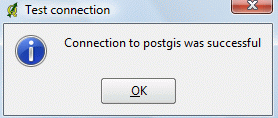 Test connection
Connection to postgis was successful
OK